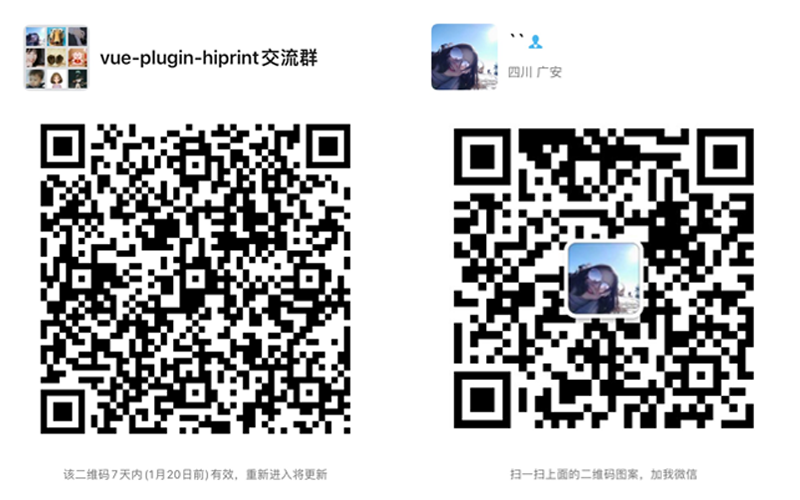 vue-plugin-hiprint交流群
该二维码7天内(1月20日前)有效，重新进入将更新
``
四川 广安
扫一扫上面的二维码图案，加我微信